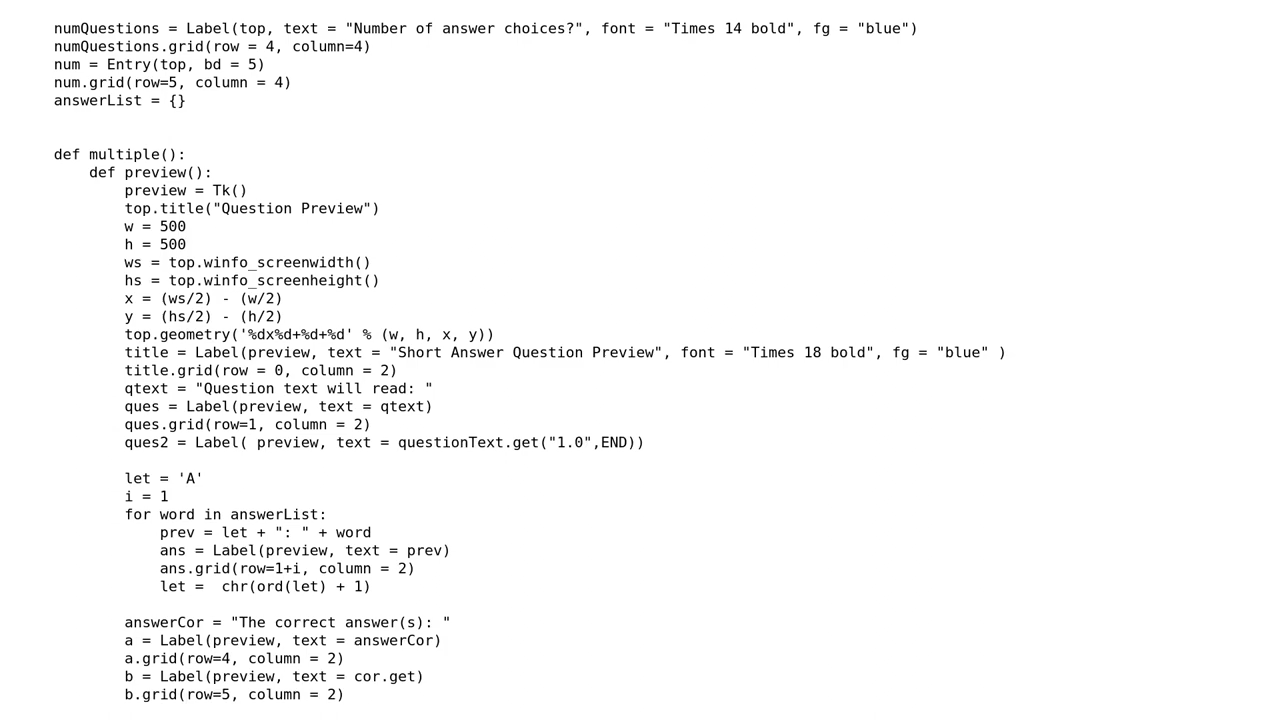 numQuestions = Label(top, text = "Number of answer choices?", font = "Times 14 bold", fg = "blue")
numQuestions.grid(row = 4, column=4)
num = Entry(top, bd = 5)
num.grid(row=5, column = 4)
answerList = {}


def multiple():
    def preview():
        preview = Tk()
        top.title("Question Preview")
        w = 500
        h = 500
        ws = top.winfo_screenwidth()
        hs = top.winfo_screenheight()
        x = (ws/2) - (w/2)
        y = (hs/2) - (h/2)
        top.geometry('%dx%d+%d+%d' % (w, h, x, y))
        title = Label(preview, text = "Short Answer Question Preview", font = "Times 18 bold", fg = "blue" )
        title.grid(row = 0, column = 2)
        qtext = "Question text will read: "
        ques = Label(preview, text = qtext)
        ques.grid(row=1, column = 2)
        ques2 = Label( preview, text = questionText.get("1.0",END))

        let = 'A'
        i = 1
        for word in answerList:
            prev = let + ": " + word
            ans = Label(preview, text = prev)
            ans.grid(row=1+i, column = 2)
            let =  chr(ord(let) + 1)

        answerCor = "The correct answer(s): "
        a = Label(preview, text = answerCor)
        a.grid(row=4, column = 2)
        b = Label(preview, text = cor.get)
        b.grid(row=5, column = 2)